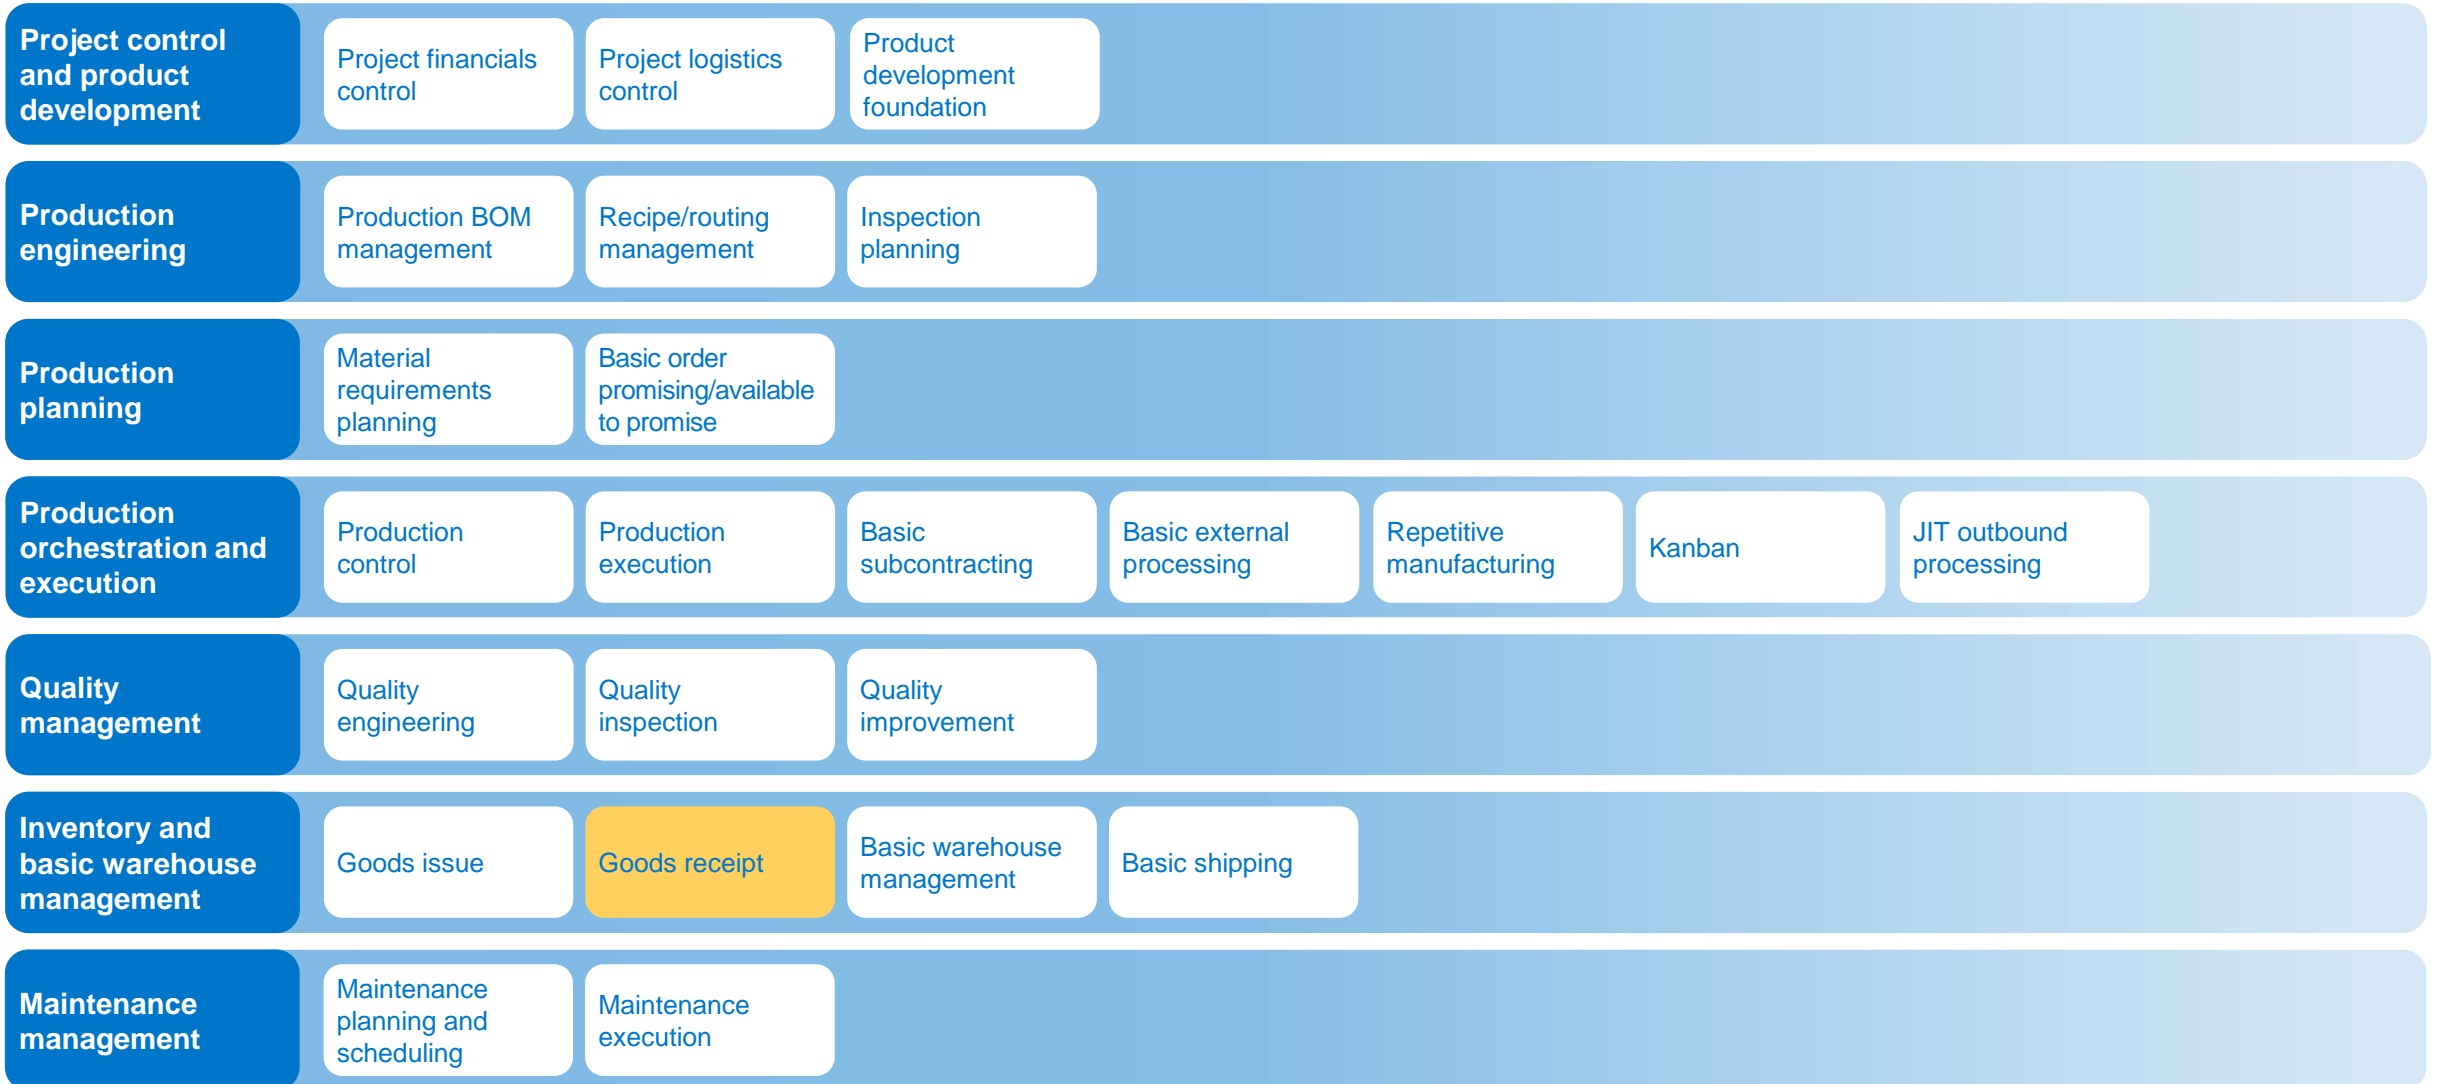 Project control
and product
development
Project financials
control
Project logistics
control
Product
development
foundation
Production
engineering
Production BOM
management
Recipe/routing
management
Inspection
planning
Production
planning
Material
requirements
planning
Basic order
promising/available
to promise
Production
orchestration and
execution
Production
control
Production
execution
Basic
subcontracting
Basic external
processing
Repetitive
manufacturing
Kanban
JIT outbound
processing
Quality
management
Quality
engineering
Quality
inspection
Quality
improvement
Inventory and
basic warehouse
management
Goods issue
Goods receipt
Basic warehouse
management
Basic shipping
Maintenance
management
Maintenance
planning and
scheduling
Maintenance
execution